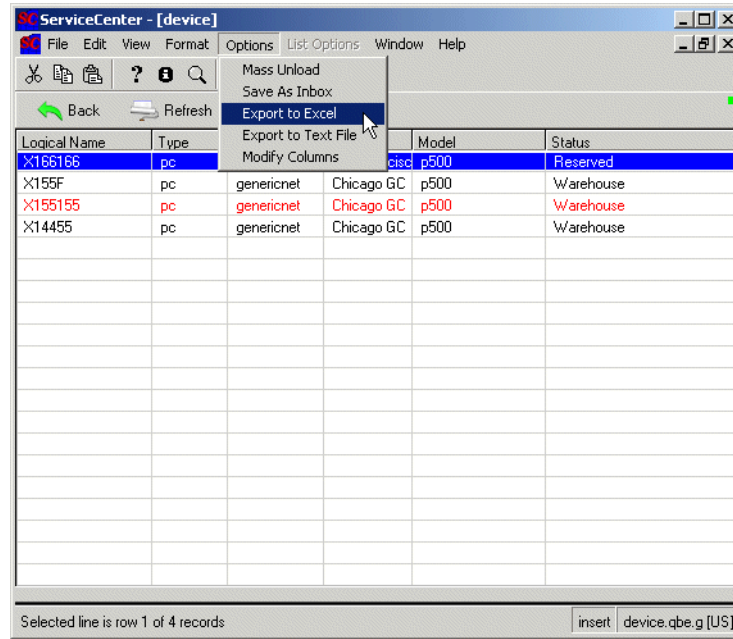 SC ServiceCenter - [device]
SC File Edit View Format Options List Options Window Help
Mass Unload
Save As Inbox
Export to Excel
Export to Text File
Modify Columns
Back Refresh
Logical Name Type Model Status
X166166 pc p500 Reserved
X155F pc genericnet Chicago GC p500 Warehouse
X155155 pc genericnet Chicago GC p500 Warehouse
X14455 pc genericnet Chicago GC p500 Warehouse
Selected line is row 1 of 4 records insert device.qbe.g [US]